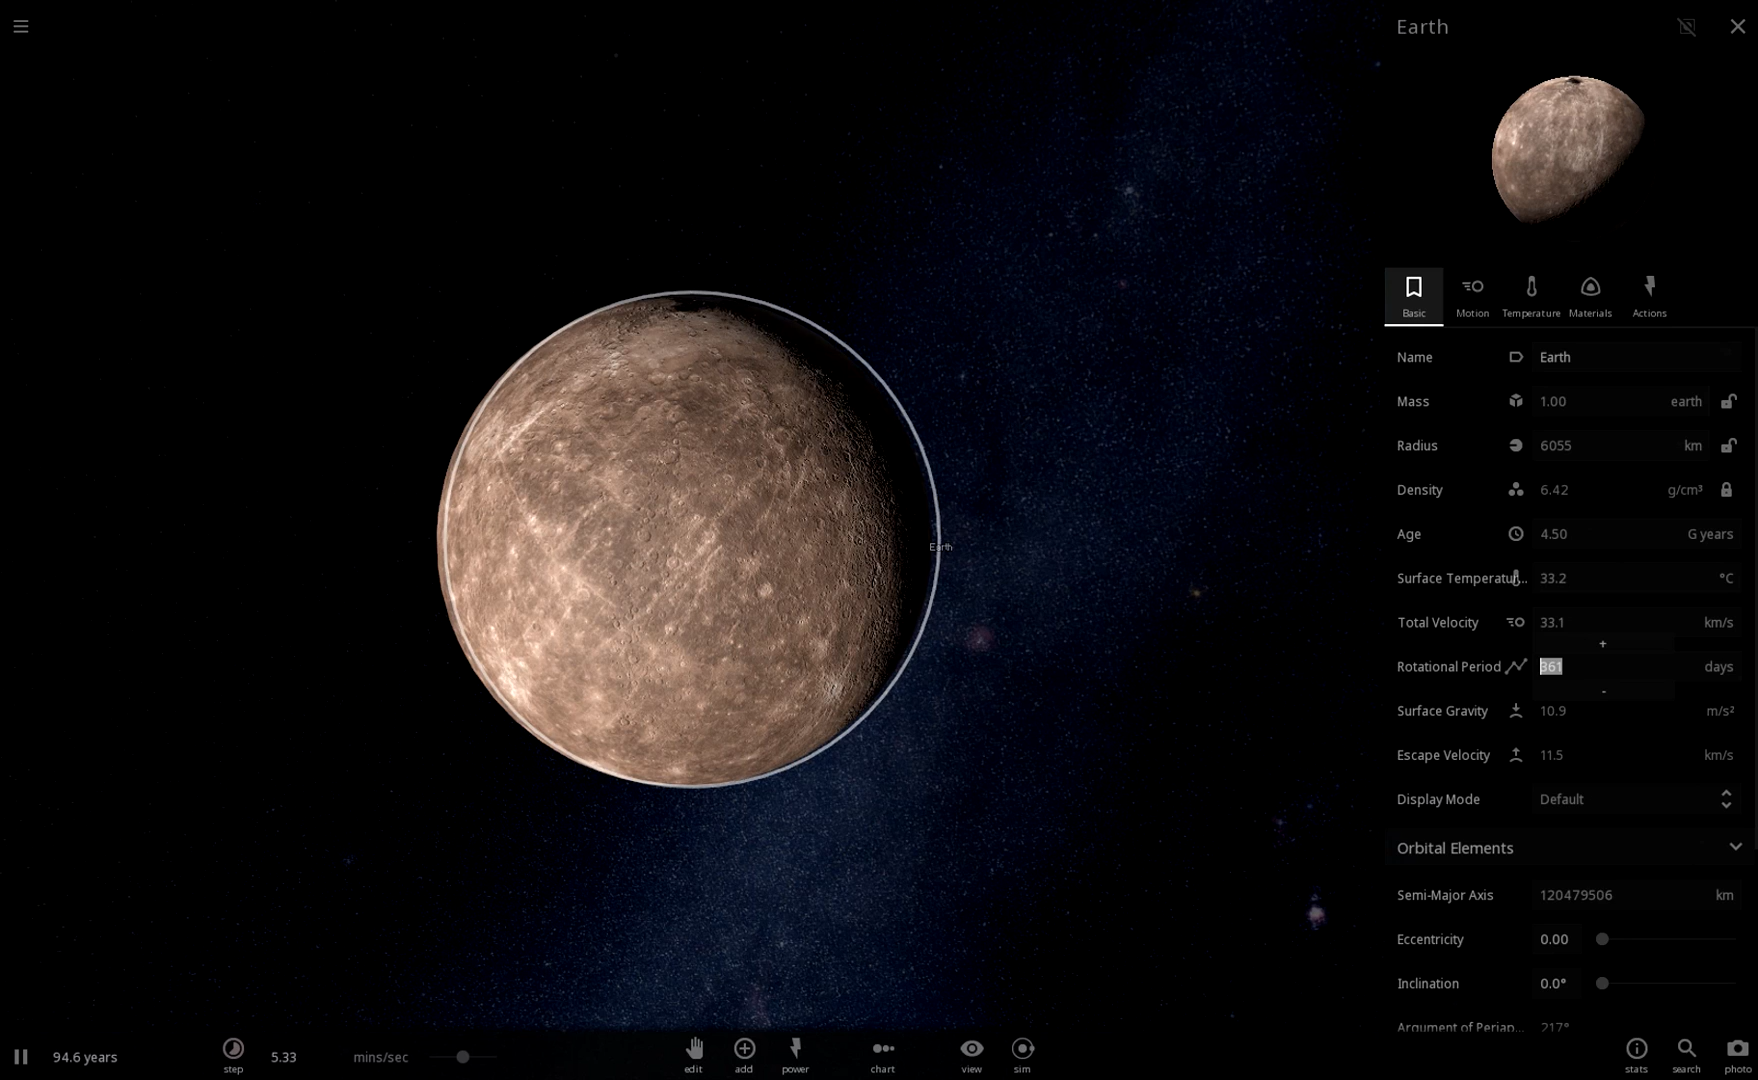 Earth
Basic
Motion
Temperature
Materials
Actions
Name Earth
Mass 1.00 earth
Radius 6055 km
Density 6.42 g/cm³
Age 4.50 G years
Surface Temperatur... 33.2 °C
Total Velocity 33.1 km/s
+
Rotational Period 361 days
-
Surface Gravity 10.9 m/s²
Escape Velocity 11.5 km/s
Display Mode Default
Orbital Elements
Semi-Major Axis 120479506 km
Eccentricity 0.00
Inclination 0.0°
Argument of Periap... 217°
Earth
94.6 years
step
5.33 mins/sec
edit
add
power
chart
view
sim
stats
search
photo